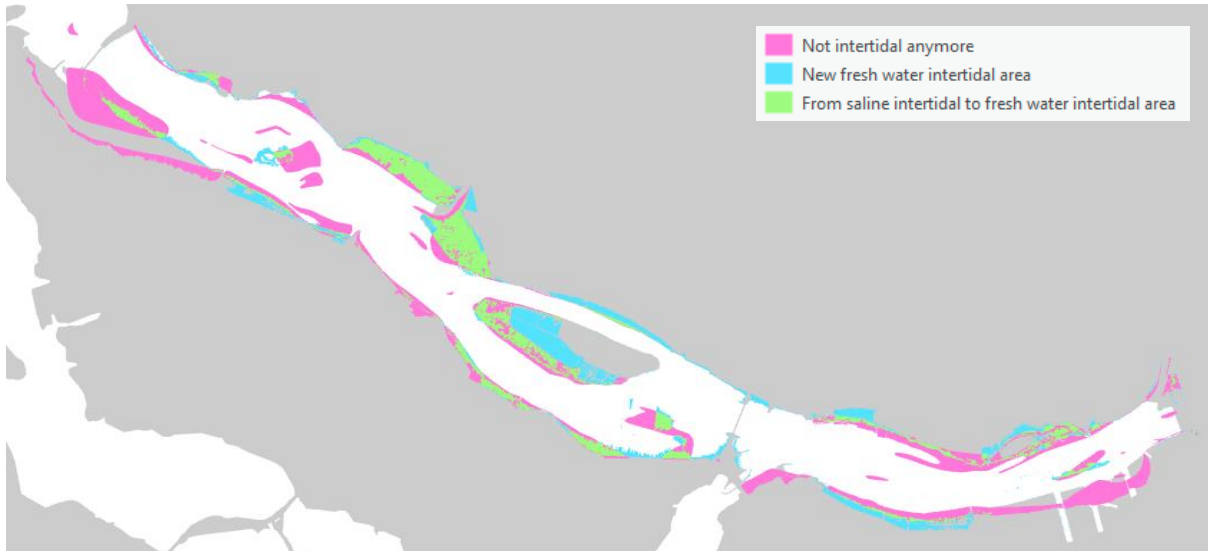 Not intertidal anymore
New fresh water intertidal area
From saline intertidal to fresh water intertidal area